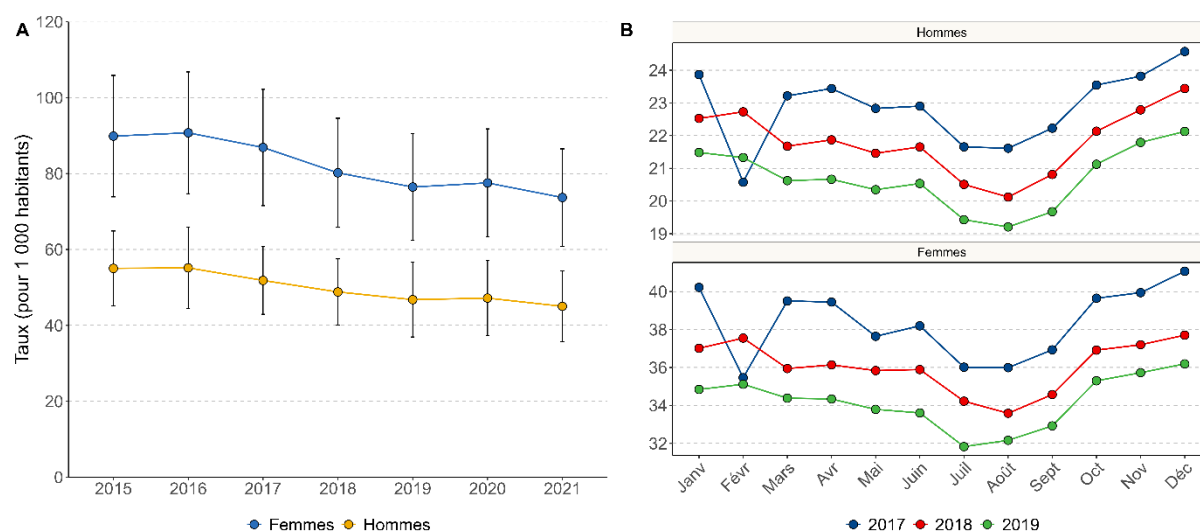 A
Taux (pour 1 000 habitants)
120
100
80
60
40
20
0
2015 2016 2017 2018 2019 2020 2021
Femmes Hommes
B
Hommes
24
23
22
21
20
19
Femmes
40
38
36
34
32
Janv Févr Mars Avr Mai Juin Juil Août Sept Oct Nov Déc
2017 2018 2019